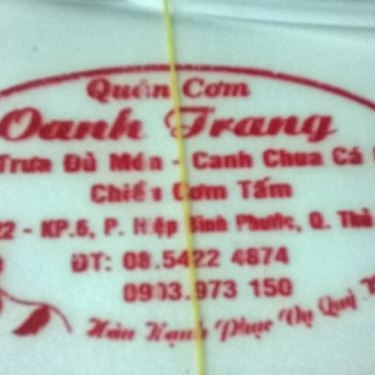 Quán Cơm
Oanh Trang
Trưa Đủ Món - Canh Chua Cá
Chiều Cơm Tấm
22 - KP.6, P. Hiệp Bình Phước, Q. Thủ
ĐT: 08.5422 4874
0903.973 150
Hân Hạnh Phục Vụ Quý